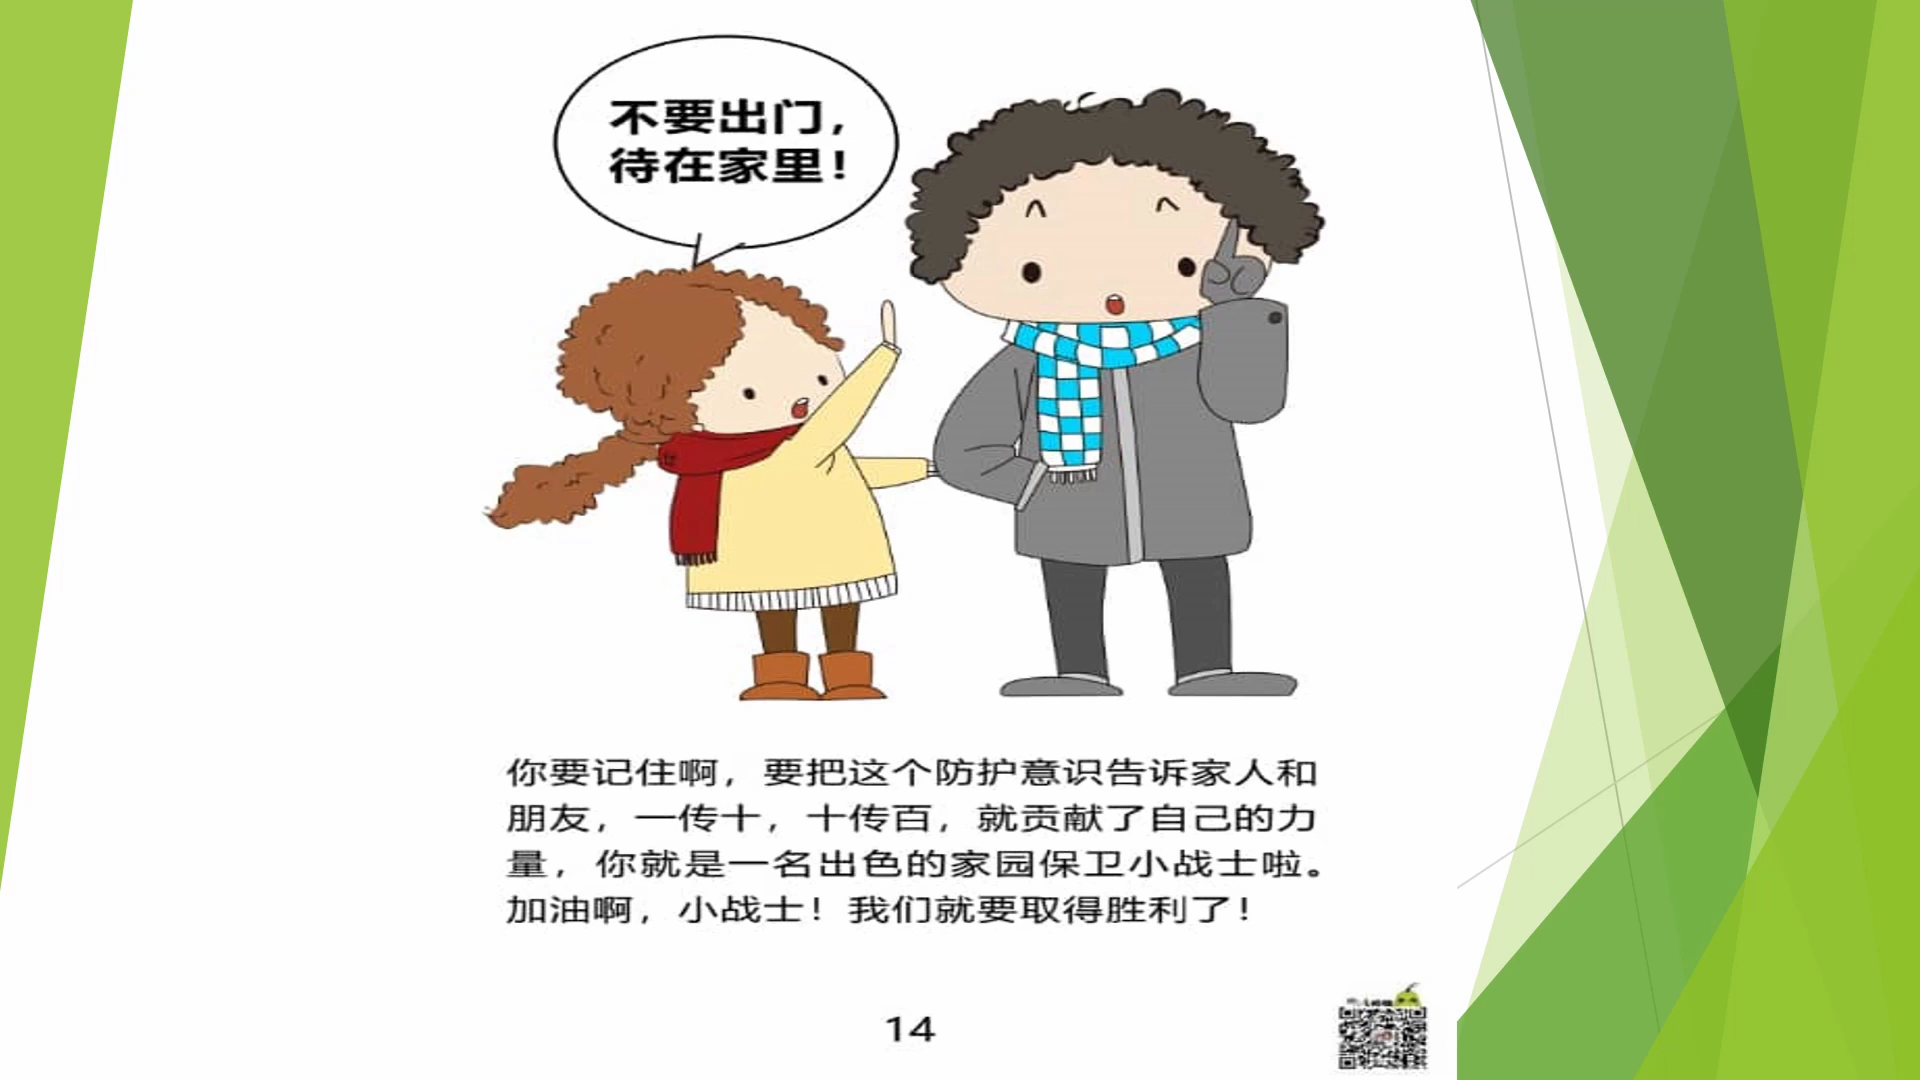 不要出门，
待在家里！
你要记住啊，要把这个防护意识告诉家人和
朋友，一传十，十传百，就贡献了自己的力
量，你就是一名出色的家园保卫小战士啦。
加油啊，小战士！我们就要取得胜利了！
14